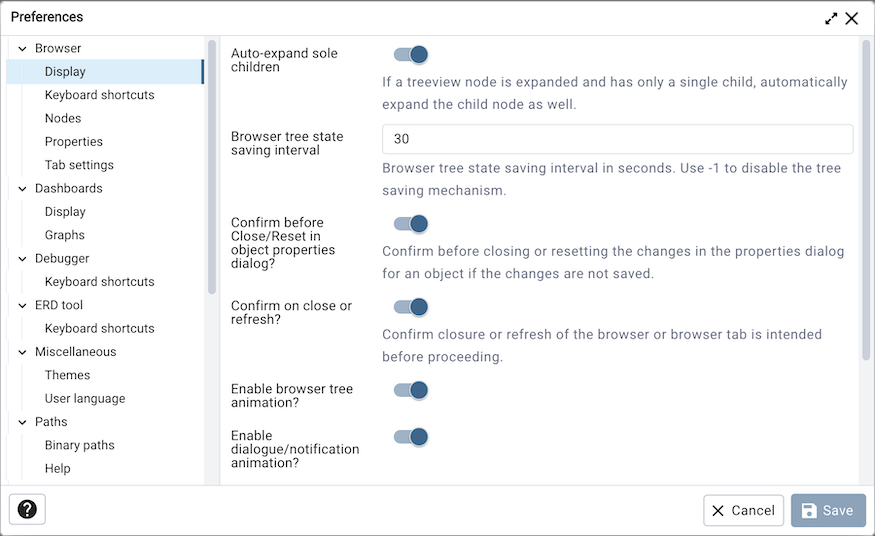 Preferences
Browser
Display
Keyboard shortcuts
Nodes
Properties
Tab settings
Dashboards
Display
Graphs
Debugger
Keyboard shortcuts
ERD tool
Keyboard shortcuts
Miscellaneous
Themes
User language
Paths
Binary paths
Help
Auto-expand sole
children
If a treeview node is expanded and has only a single child, automatically
expand the child node as well.
Browser tree state
saving interval
30
Browser tree state saving interval in seconds. Use -1 to disable the tree
saving mechanism.
Confirm before
Close/Reset in
object properties
dialog?
Confirm before closing or resetting the changes in the properties dialog
for an object if the changes are not saved.
Confirm on close or
refresh?
Confirm closure or refresh of the browser or browser tab is intended
before proceeding.
Enable browser tree
animation?
Enable
dialogue/notification
animation?
?
Cancel
Save